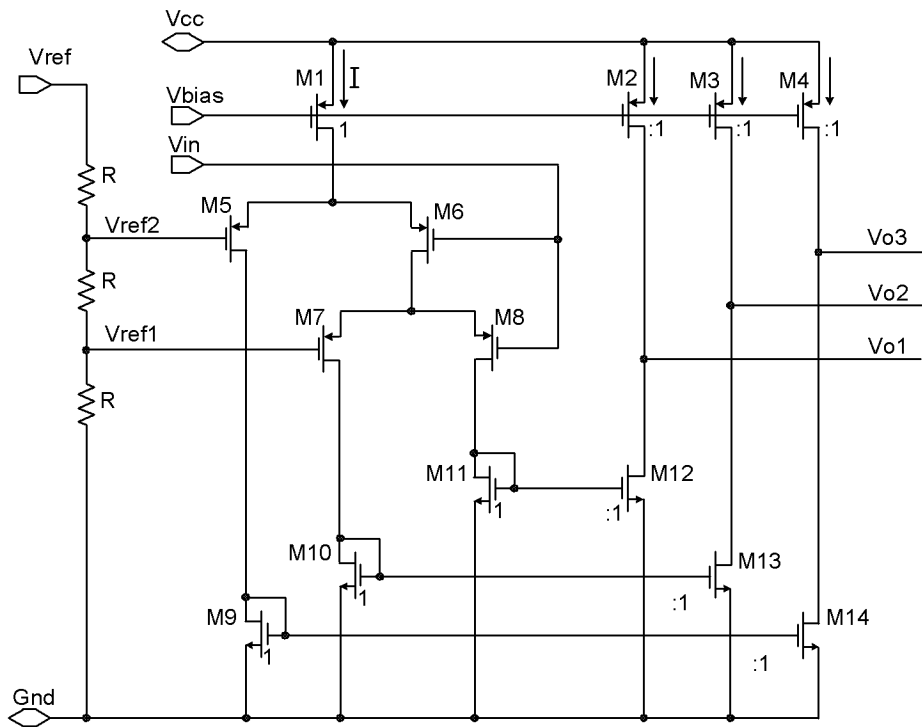 Vcc
Vref
M1
I
M2
M3
M4
Vbias
1
:1
:1
:1
Vin
R
M5
M6
Vref2
Vo3
R
Vo2
M7
M8
Vref1
Vo1
R
M11
M12
1
:1
M10
M13
1
:1
M9
M14
1
:1
Gnd